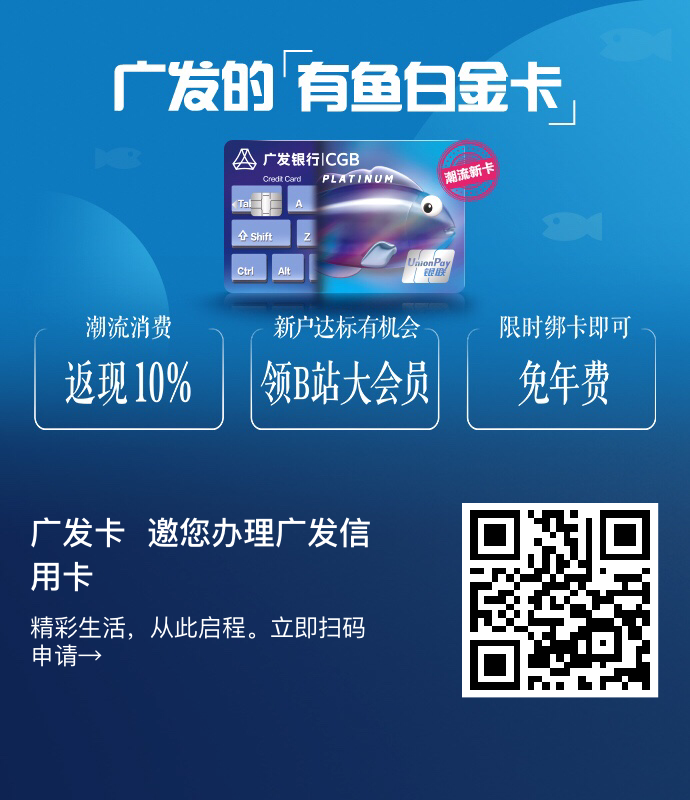 广发的「有鱼白金卡」
广发银行|CGB
Credit Card
PLATINUM
潮流新卡
Tab
A
Shift
Z
Ctrl
Alt
UnionPay
银联
潮流消费
返现10%
新户达标有机会
领B站大会员
限时绑卡即可
免年费
广发卡 邀您办理广发信
用卡
精彩生活，从此启程。立即扫码
申请→